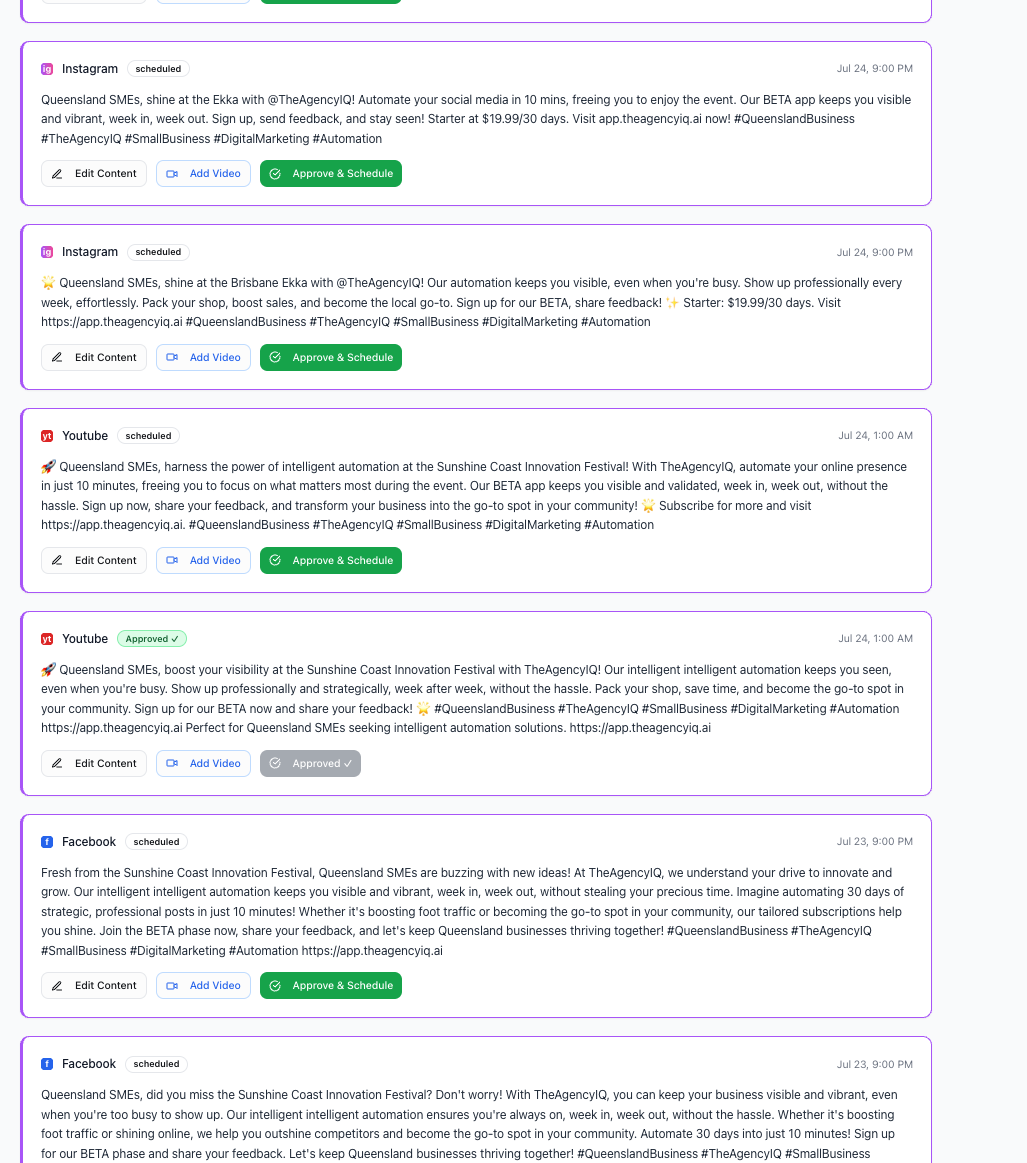 ig Instagram scheduled Jul 24, 9:00 PM
Queensland SMEs, shine at the Ekka with @TheAgencyIQ! Automate your social media in 10 mins, freeing you to enjoy the event. Our BETA app keeps you visible
and vibrant, week in, week out. Sign up, send feedback, and stay seen! Starter at $19.99/30 days. Visit app.theagencyiq.ai now! #QueenslandBusiness
#TheAgencyIQ #SmallBusiness #DigitalMarketing #Automation
Edit Content Add Video Approve & Schedule
ig Instagram scheduled Jul 24, 9:00 PM
🌟 Queensland SMEs, shine at the Brisbane Ekka with @TheAgencyIQ! Our automation keeps you visible, even when you're busy. Show up professionally every
week, effortlessly. Pack your shop, boost sales, and become the local go-to. Sign up for our BETA, share feedback! ✨ Starter: $19.99/30 days. Visit
https://app.theagencyiq.ai #QueenslandBusiness #TheAgencyIQ #SmallBusiness #DigitalMarketing #Automation
Edit Content Add Video Approve & Schedule
yt Youtube scheduled Jul 24, 1:00 AM
🚀 Queensland SMEs, harness the power of intelligent automation at the Sunshine Coast Innovation Festival! With TheAgencyIQ, automate your online presence
in just 10 minutes, freeing you to focus on what matters most during the event. Our BETA app keeps you visible and validated, week in, week out, without the
hassle. Sign up now, share your feedback, and transform your business into the go-to spot in your community! 🌟 Subscribe for more and visit
https://app.theagencyiq.ai. #QueenslandBusiness #TheAgencyIQ #SmallBusiness #DigitalMarketing #Automation
Edit Content Add Video Approve & Schedule
yt Youtube Approved ✓ Jul 24, 1:00 AM
🚀 Queensland SMEs, boost your visibility at the Sunshine Coast Innovation Festival with TheAgencyIQ! Our intelligent intelligent automation keeps you seen,
even when you're busy. Show up professionally and strategically, week after week, without the hassle. Pack your shop, save time, and become the go-to spot in
your community. Sign up for our BETA now and share your feedback! 🌟 #QueenslandBusiness #TheAgencyIQ #SmallBusiness #DigitalMarketing #Automation
https://app.theagencyiq.ai Perfect for Queensland SMEs seeking intelligent automation solutions. https://app.theagencyiq.ai
Edit Content Add Video Approved ✓
f Facebook scheduled Jul 23, 9:00 PM
Fresh from the Sunshine Coast Innovation Festival, Queensland SMEs are buzzing with new ideas! At TheAgencyIQ, we understand your drive to innovate and
grow. Our intelligent intelligent automation keeps you visible and vibrant, week in, week out, without stealing your precious time. Imagine automating 30 days of
strategic, professional posts in just 10 minutes! Whether it's boosting foot traffic or becoming the go-to spot in your community, our tailored subscriptions help
you shine. Join the BETA phase now, share your feedback, and let's keep Queensland businesses thriving together! #QueenslandBusiness #TheAgencyIQ
#SmallBusiness #DigitalMarketing #Automation https://app.theagencyiq.ai
Edit Content Add Video Approve & Schedule
f Facebook scheduled Jul 23, 9:00 PM
Queensland SMEs, did you miss the Sunshine Coast Innovation Festival? Don't worry! With TheAgencyIQ, you can keep your business visible and vibrant, even
when you're too busy to show up. Our intelligent intelligent automation ensures you're always on, week in, week out, without the hassle. Whether it's boosting
foot traffic or shining online, we help you outshine competitors and become the go-to spot in your community. Automate 30 days into just 10 minutes! Sign up
for our BETA phase and share your feedback. Let's keep Queensland businesses thriving together! #QueenslandBusiness #TheAgencyIQ #SmallBusiness